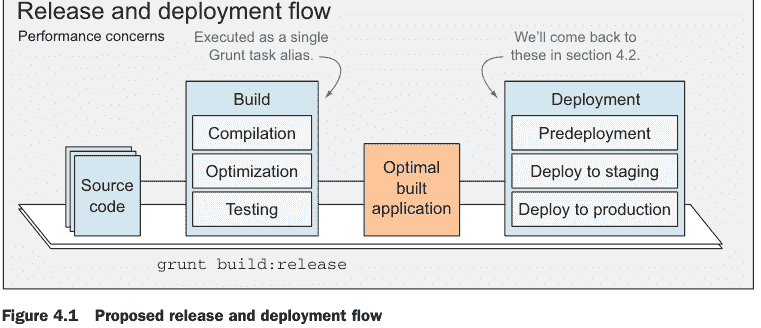 Release and deployment flow
Performance concerns
Executed as a single
Grunt task alias.
We'll come back to
these in section 4.2.
Build
Compilation
Optimization
Testing
Deployment
Predeployment
Deploy to staging
Deploy to production
Source
code
Optimal
built
application
grunt build:release
Figure 4.1 Proposed release and deployment flow